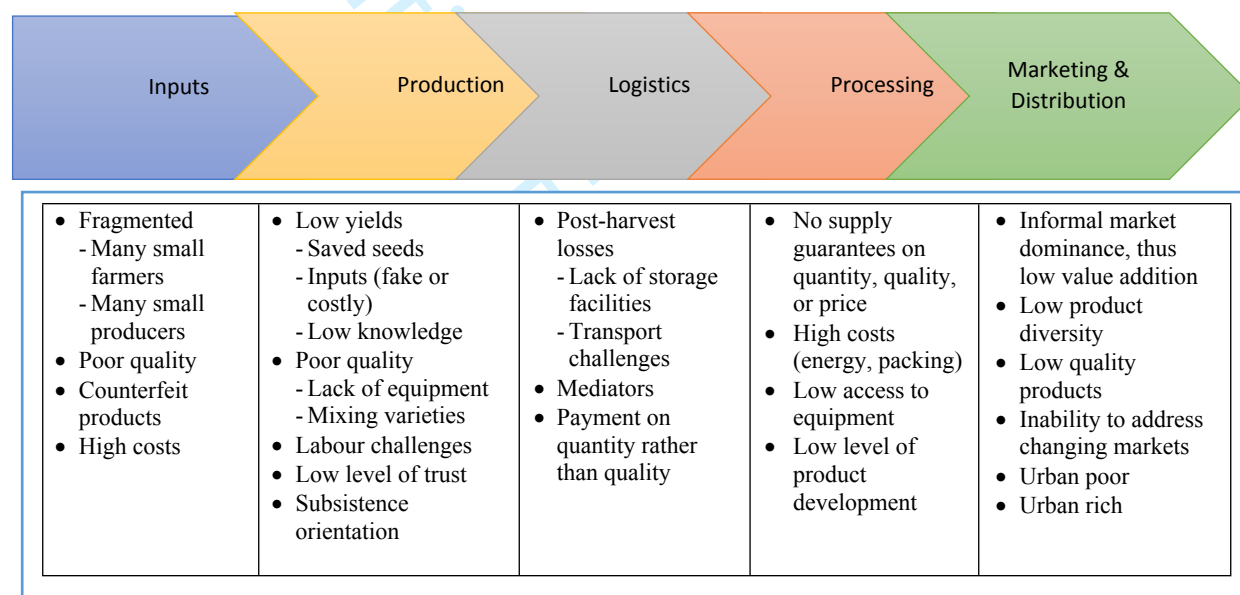 Inputs
Production
Logistics
Processing
Marketing &
Distribution
• Fragmented
- Many small
farmers
- Many small
producers
• Poor quality
• Counterfeit
products
• High costs
• Low yields
- Saved seeds
- Inputs (fake or
costly)
- Low knowledge
• Poor quality
- Lack of equipment
- Mixing varieties
• Labour challenges
• Low level of trust
• Subsistence
orientation
• Post-harvest
losses
- Lack of storage
facilities
- Transport
challenges
• Mediators
• Payment on
quantity rather
than quality
• No supply
guarantees on
quantity, quality,
or price
• High costs
(energy, packing)
• Low access to
equipment
• Low level of
product
development
• Informal market
dominance, thus
low value addition
• Low product
diversity
• Low quality
products
• Inability to address
changing markets
• Urban poor
• Urban rich